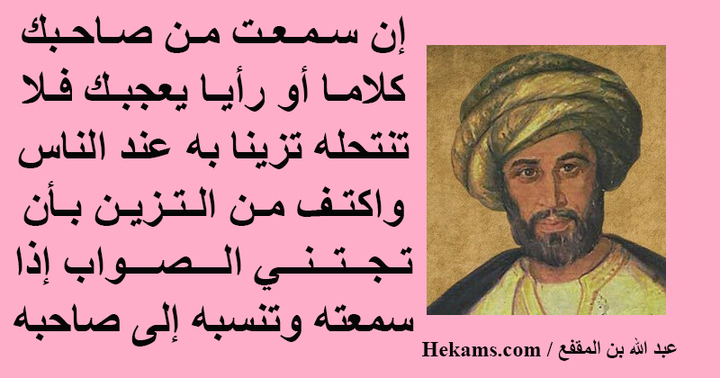 إن سمعت من صاحبك
كلاما أو رأيا يعجبك فلا
تنتحله تزينا به عند الناس
واكتف من التزين بأن
تجتني الصواب إذا
سمعته وتنسبه إلى صاحبه
عبد الله بن المقفع / Hekams.com